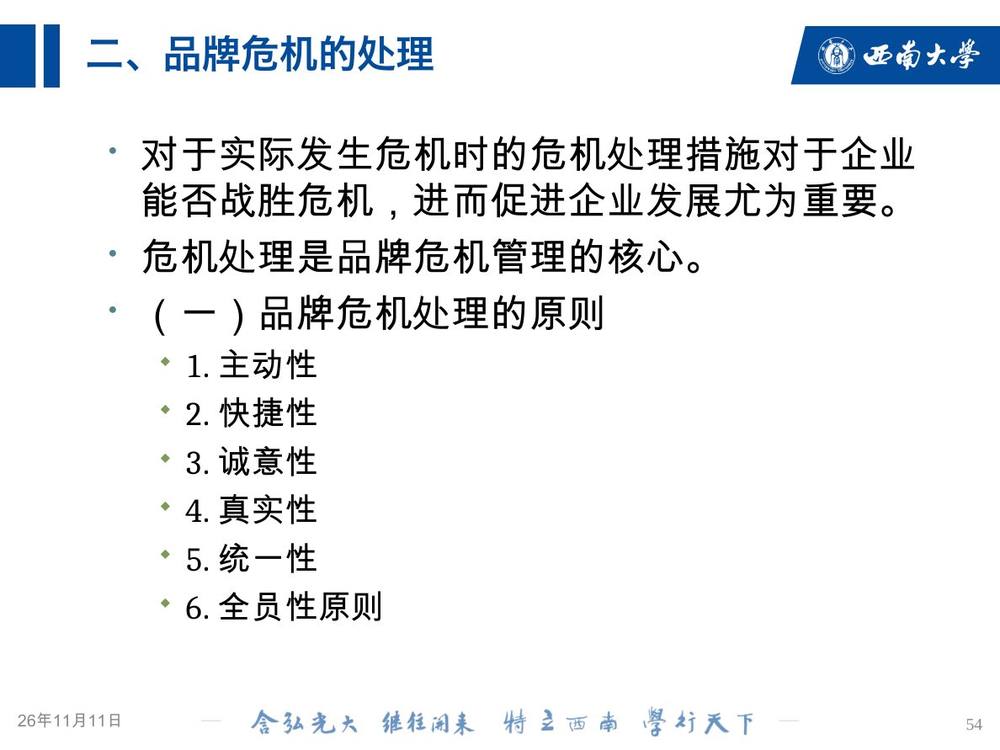 二、品牌危机的处理
西南大学
对于实际发生危机时的危机处理措施对于企业
能否战胜危机，进而促进企业发展尤为重要。
危机处理是品牌危机管理的核心。
（一）品牌危机处理的原则
1. 主动性
2. 快捷性
3. 诚意性
4. 真实性
5. 统一性
6. 全员性原则
26年11月11日
含弘光大 继往开来 特立西南 学行天下
54